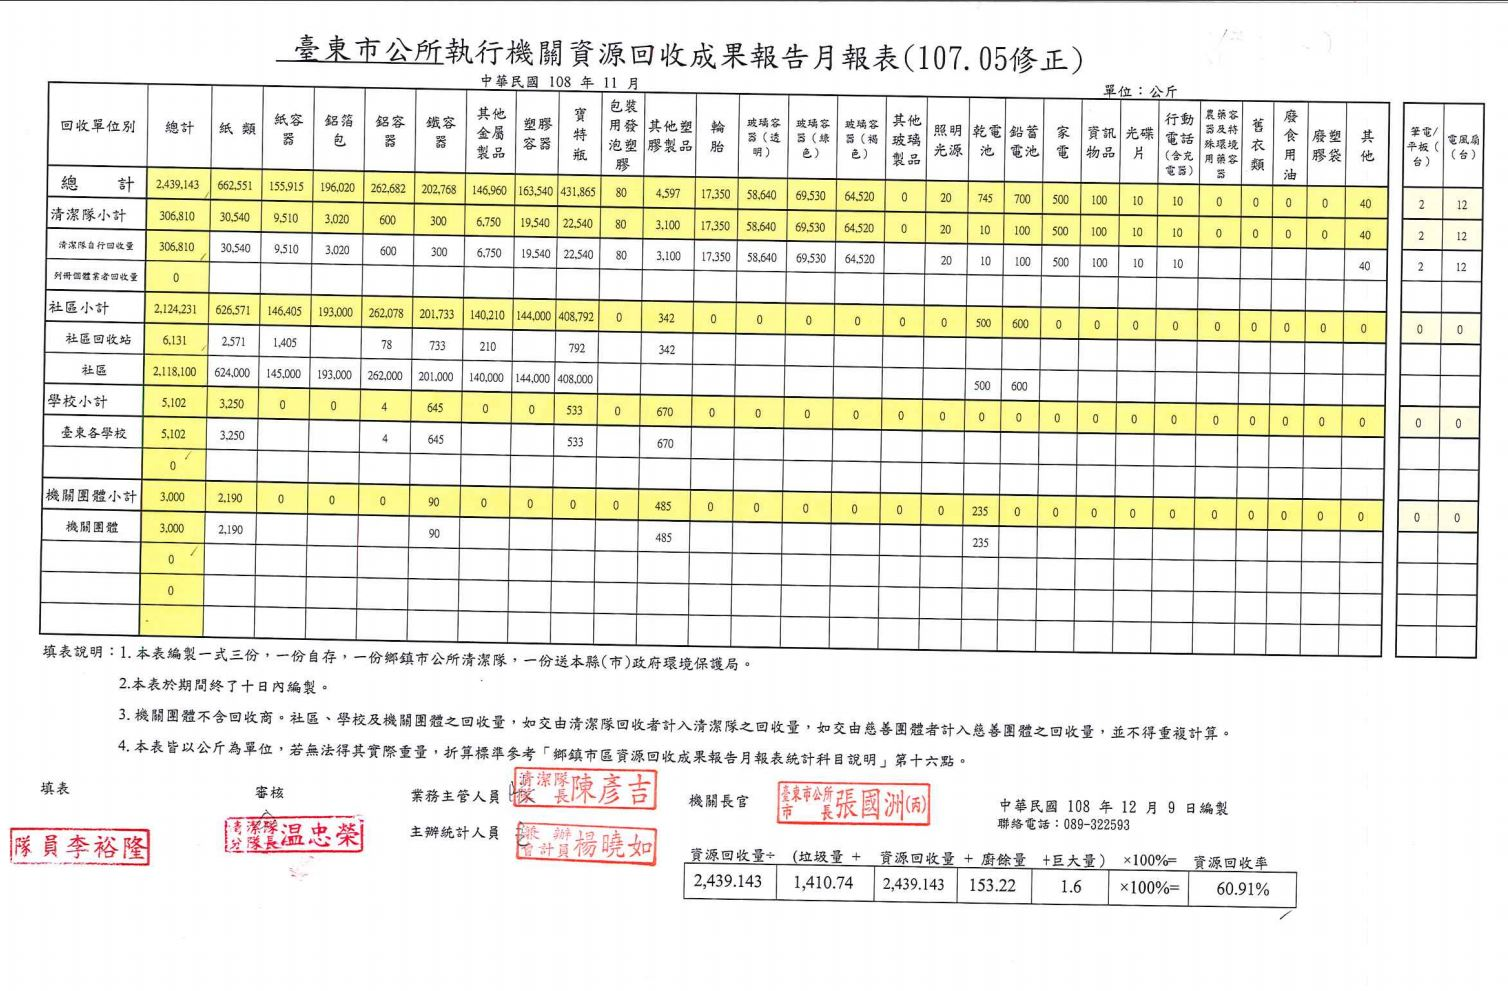 臺東市公所執行機關資源回收成果報告月報表(107.05修正)
中華民國 108 年 11 月
單位：公斤
回收單位別 總計 紙類 紙容器 鋁箔包 鋁容器 鐵容器 其他金屬製品 塑膠容器 寶特瓶 包裝用發泡塑膠 其他塑膠製品 輪胎 玻璃容器（透明） 玻璃容器（綠色） 玻璃容器（褐色） 其他玻璃製品 照明光源 乾電池 鉛蓄電池 家電 資訊物品 光碟片 行動電話(含充電器) 農藥容器及特殊環境用藥容器 舊衣類 廢食用油 廢塑膠袋 其他 筆電/平板（台） 電風扇（台）
總計 2,439,143 662,551 155,915 196,020 262,682 202,768 146,960 163,540 431,865 80 4,597 17,350 58,640 69,530 64,520 0 20 745 700 500 100 10 10 0 0 0 0 40 2 12
清潔隊小計 306,810 30,540 9,510 3,020 600 300 6,750 19,540 22,540 80 3,100 17,350 58,640 69,530 64,520 0 20 10 100 500 100 10 10 0 0 0 0 40 2 12
清潔隊自行回收量 306,810 30,540 9,510 3,020 600 300 6,750 19,540 22,540 80 3,100 17,350 58,640 69,530 64,520 20 10 100 500 100 10 10 40 2 12
列冊個體業者回收量 0
社區小計 2,124,231 626,571 146,405 193,000 262,078 201,733 140,210 144,000 408,792 0 342 0 0 0 0 0 0 500 600 0 0 0 0 0 0 0 0 0 0 0
社區回收站 6,131 2,571 1,405 78 733 210 792 342
社區 2,118,100 624,000 145,000 193,000 262,000 201,000 140,000 144,000 408,000 500 600
學校小計 5,102 3,250 0 0 4 645 0 0 533 0 670 0 0 0 0 0 0 0 0 0 0 0 0 0 0 0 0 0 0 0
臺東各學校 5,102 3,250 4 645 533 670
0
機關團體小計 3,000 2,190 0 0 0 90 0 0 0 0 485 0 0 0 0 0 0 235 0 0 0 0 0 0 0 0 0 0 0 0
機關團體 3,000 2,190 90 485 235
0
0
填表說明：1. 本表編製一式三份，一份自存，一份鄉鎮市公所清潔隊，一份送本縣(市)政府環境保護局。
2.本表於期間終了十日內編製。
3. 機關團體不含回收商。社區、學校及機關團體之回收量，如交由清潔隊回收者計入清潔隊之回收量，如交由慈善團體者計入慈善團體之回收量，並不得重複計算。
4. 本表皆以公斤為單位，若無法得其實際重量，折算標準參考「鄉鎮市區資源回收成果報告月報表統計科目說明」第十六點。
填表
隊員李裕隆
審核
清潔隊分隊長温忠榮
業務主管人員
清潔隊隊長陳彥吉
主辦統計人員
兼辦會計員楊曉如
機關長官
臺東市公所市長張國洲(丙)
中華民國 108 年 12 月 9 日編製
聯絡電話：089-322593
資源回收量÷ (垃圾量 + 資源回收量 + 廚餘量 +巨大量) ×100%= 資源回收率
2,439.143 1,410.74 2,439.143 153.22 1.6 ×100%= 60.91%